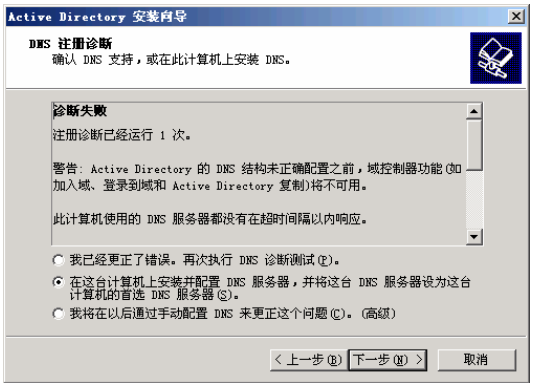 Active Directory 安装向导
DNS 注册诊断
确认 DNS 支持，或在此计算机上安装 DNS。
诊断失败
注册诊断已经运行 1 次。
警告: Active Directory 的 DNS 结构未正确配置之前，域控制器功能(如
加入域、登录到域和 Active Directory 复制)将不可用。
此计算机使用的 DNS 服务器都没有在超时间隔以内响应。
我已经更正了错误。再次执行 DNS 诊断测试(P)。
在这台计算机上安装并配置 DNS 服务器，并将这台 DNS 服务器设为这台
计算机的首选 DNS 服务器(S)。
我将在以后通过手动配置 DNS 来更正这个问题(C)。(高级)
< 上一步(B) 下一步(N) > 取消